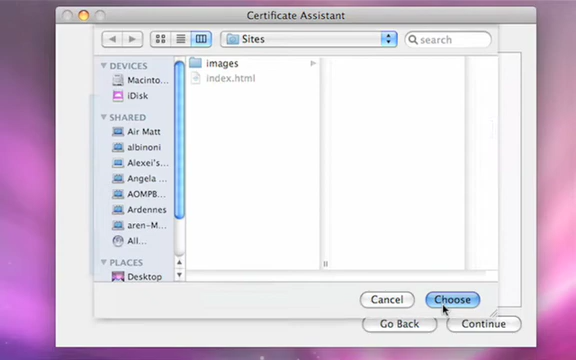 Certificate Assistant
Sites
search
DEVICES
Macinto...
iDisk
SHARED
Air Matt
albinoni
Alexei's...
Angela ...
AOMPB...
Ardennes
aren-M...
All...
PLACES
Desktop
images
index.html
Cancel
Choose
Go Back
Continue